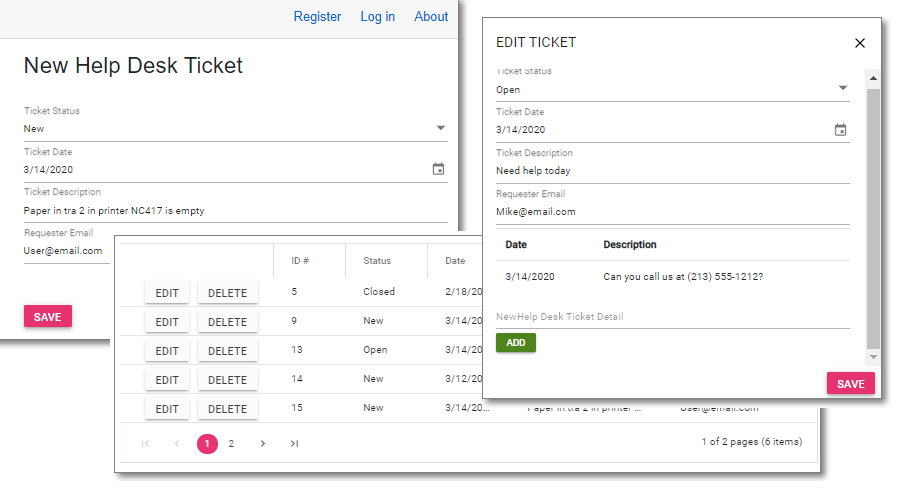 Register Log in About
New Help Desk Ticket
Ticket Status
New
Ticket Date
3/14/2020
Ticket Description
Paper in tra 2 in printer NC417 is empty
Requester Email
User@email.com
SAVE
EDIT TICKET
Ticket Status
Open
Ticket Date
3/14/2020
Ticket Description
Need help today
Requester Email
Mike@email.com
Date Description
3/14/2020 Can you call us at (213) 555-1212?
NewHelp Desk Ticket Detail
ADD
SAVE
ID # Status Date
EDIT DELETE 5 Closed 2/18/20
EDIT DELETE 9 New 3/14/20
EDIT DELETE 13 Open 3/14/20
EDIT DELETE 14 New 3/12/20
EDIT DELETE 15 New 3/14/20... Paper in tra 2 in printer ... User@email.com
1 2 1 of 2 pages (6 items)